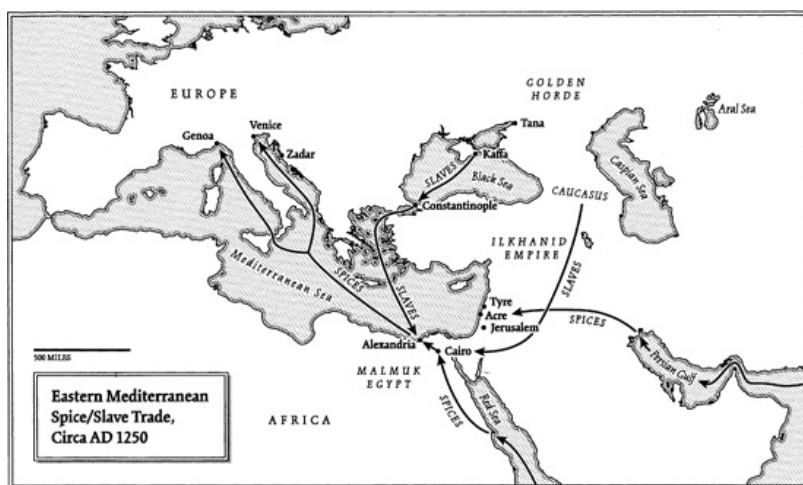 GOLDEN
HORDE
EUROPE
Aral Sea
Tana
Venice
Genoa
Zadar
Kaffa
Caspian Sea
SLAVES
Black Sea
CAUCASUS
Constantinople
ILKHANID
EMPIRE
Mediterranean Sea
SPICES
SLAVES
SLAVES
Tyre
Acre
Jerusalem
SPICES
Alexandria
Cairo
Persian Gulf
500 MILES
MALMUK
EGYPT
Red Sea
SPICES
AFRICA
Eastern Mediterranean
Spice/Slave Trade,
Circa AD 1250